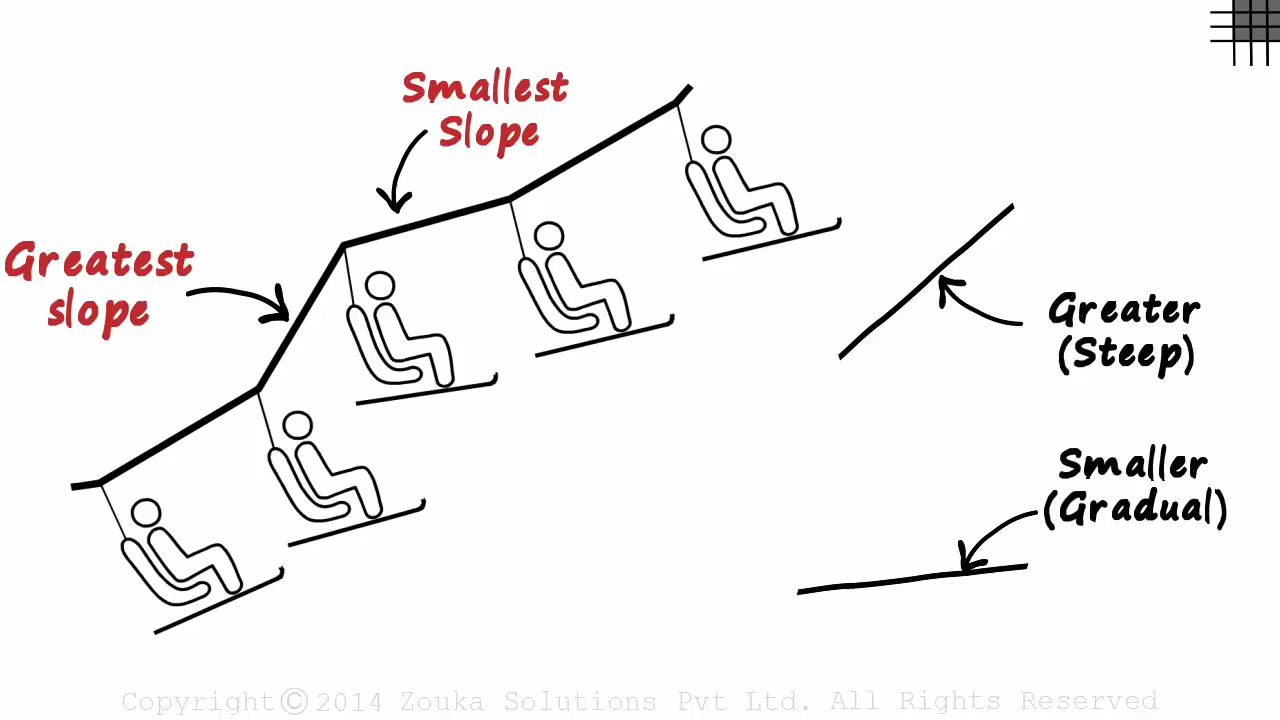 Smallest
Slope
Greatest
slope
Greater
(Steep)
Smaller
(Gradual)
Copyright© 2014 Zouka Solutions Pvt Ltd. All Rights Reserved